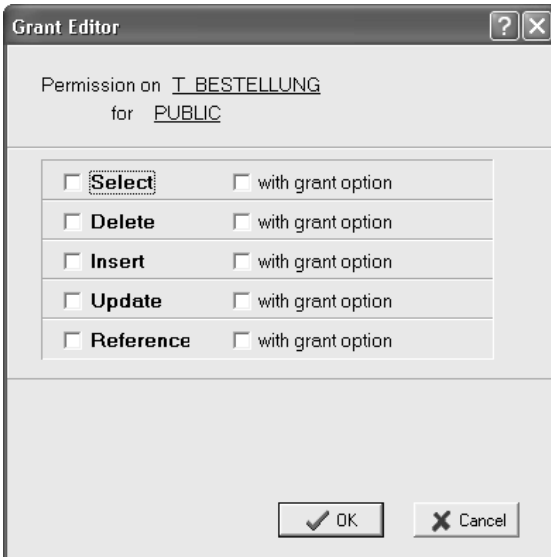 Grant Editor
Permission on T_BESTELLUNG
for PUBLIC
Select with grant option
Delete with grant option
Insert with grant option
Update with grant option
Reference with grant option
OK Cancel